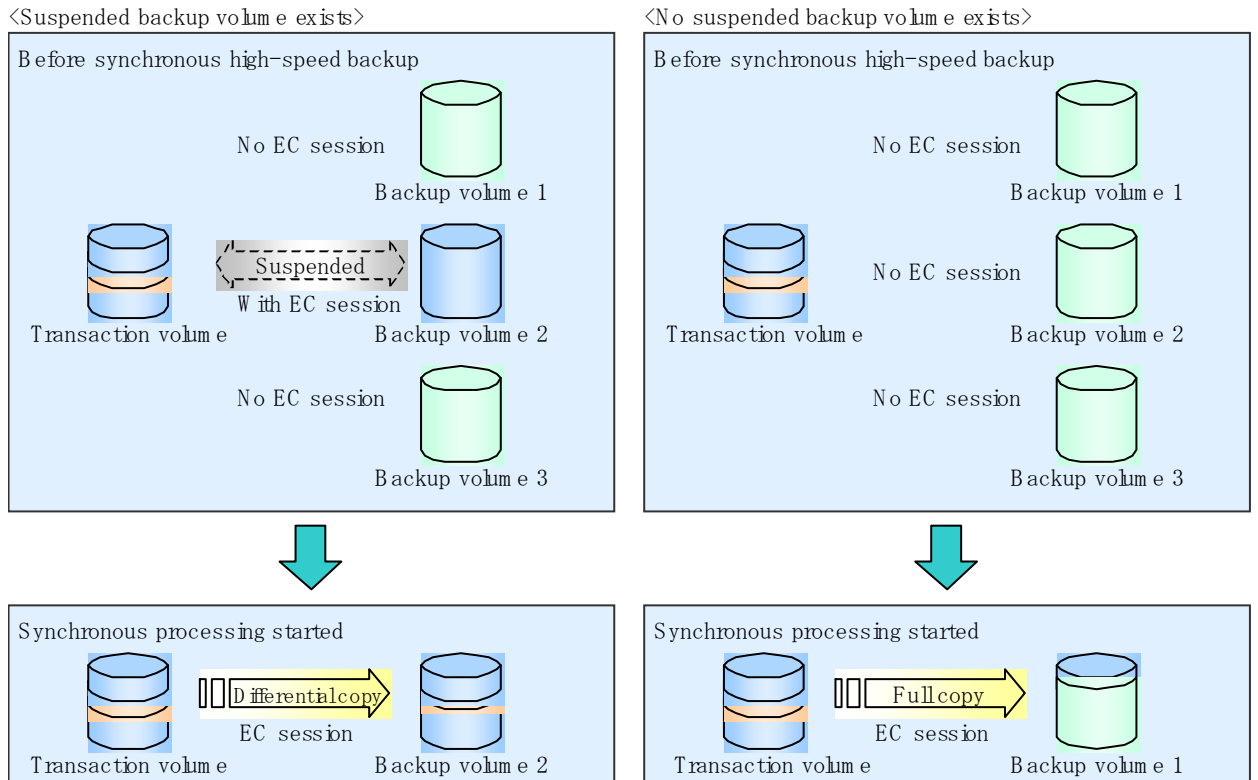 <Suspended backup volume exists>
Before synchronous high-speed backup
No EC session
Backup volume 1
Suspended
With EC session
Transaction volume
Backup volume 2
No EC session
Backup volume 3
Synchronous processing started
Differential copy
EC session
Transaction volume
Backup volume 2
<No suspended backup volume exists>
Before synchronous high-speed backup
No EC session
Backup volume 1
No EC session
Transaction volume
Backup volume 2
No EC session
Backup volume 3
Synchronous processing started
Full copy
EC session
Transaction volume
Backup volume 1